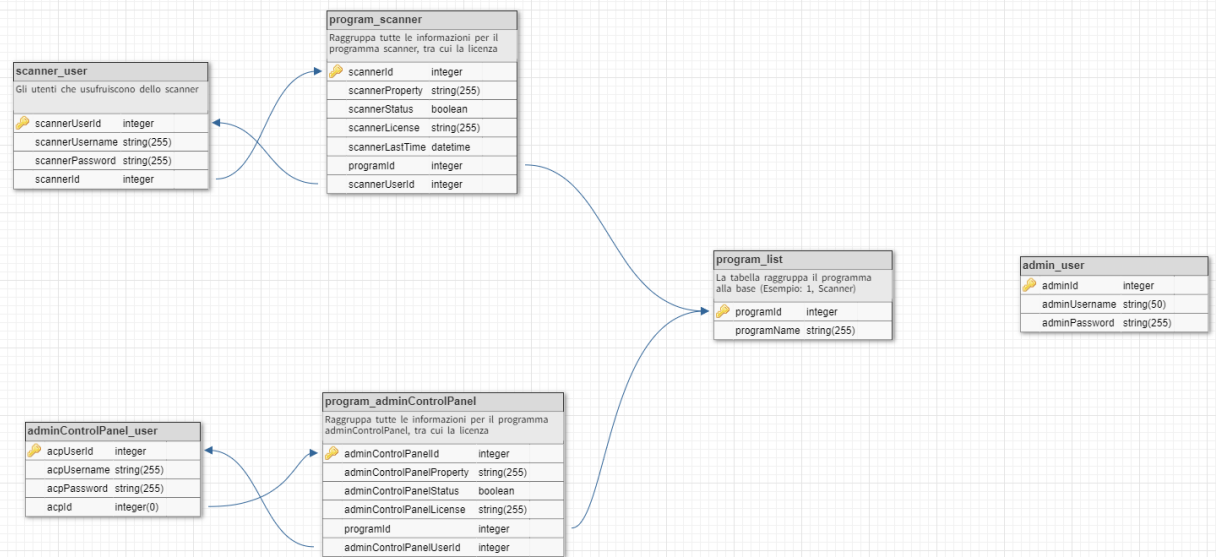 program_scanner
Raggruppa tutte le informazioni per il
programma scanner, tra cui la licenza
scannerId integer
scannerProperty string(255)
scannerStatus boolean
scannerLicense string(255)
scannerLastTime datetime
programId integer
scannerUserId integer
scanner_user
Gli utenti che usufruiscono dello scanner
scannerUserId integer
scannerUsername string(255)
scannerPassword string(255)
scannerId integer
program_list
La tabella raggruppa il programma
alla base (Esempio: 1, Scanner)
programId integer
programName string(255)
admin_user
adminId integer
adminUsername string(50)
adminPassword string(255)
program_adminControlPanel
Raggruppa tutte le informazioni per il programma
adminControlPanel, tra cui la licenza
adminControlPanelId integer
adminControlPanelProperty string(255)
adminControlPanelStatus boolean
adminControlPanelLicense string(255)
programId integer
adminControlPanelUserId integer
adminControlPanel_user
acpUserId integer
acpUsername string(255)
acpPassword string(255)
acpId integer(0)